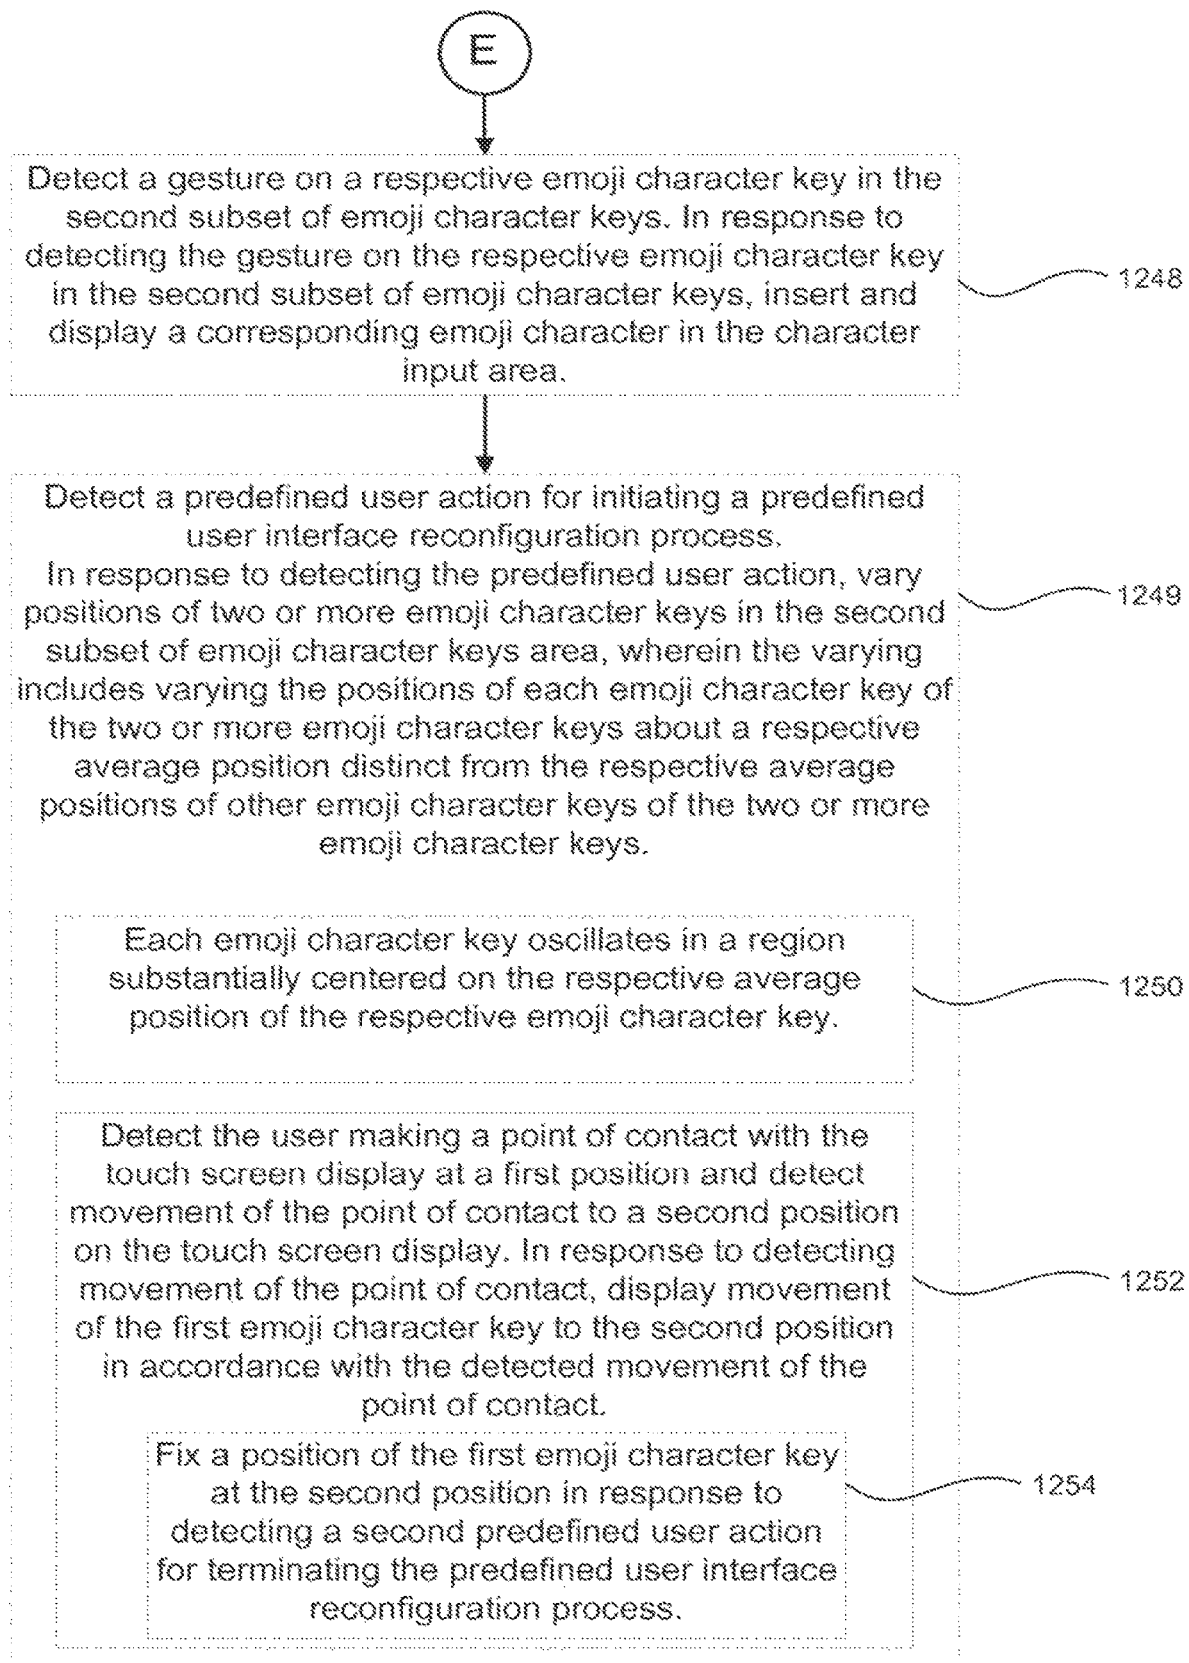 E
Detect a gesture on a respective emoji character key in the
second subset of emoji character keys. In response to
detecting the gesture on the respective emoji character key
in the second subset of emoji character keys, insert and
display a corresponding emoji character in the character
input area.
1248
Detect a predefined user action for initiating a predefined
user interface reconfiguration process.
In response to detecting the predefined user action, vary
positions of two or more emoji character keys in the second
subset of emoji character keys area, wherein the varying
includes varying the positions of each emoji character key of
the two or more emoji character keys about a respective
average position distinct from the respective average
positions of other emoji character keys of the two or more
emoji character keys.
1249
Each emoji character key oscillates in a region
substantially centered on the respective average
position of the respective emoji character key.
1250
Detect the user making a point of contact with the
touch screen display at a first position and detect
movement of the point of contact to a second position
on the touch screen display. In response to detecting
movement of the point of contact, display movement
of the first emoji character key to the second position
in accordance with the detected movement of the
point of contact.
1252
Fix a position of the first emoji character key
at the second position in response to
detecting a second predefined user action
for terminating the predefined user interface
reconfiguration process.
1254